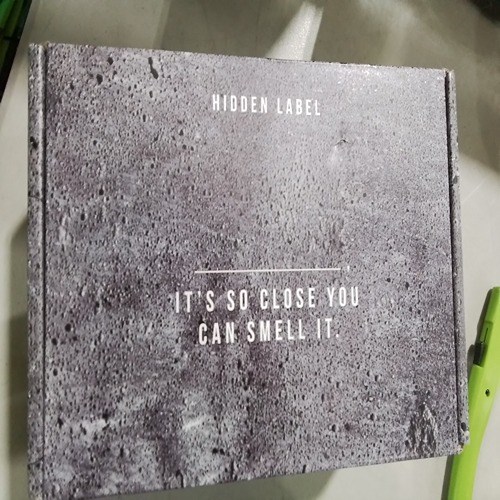 HIDDEN LABEL
IT'S SO CLOSE YOU
CAN SMELL IT.